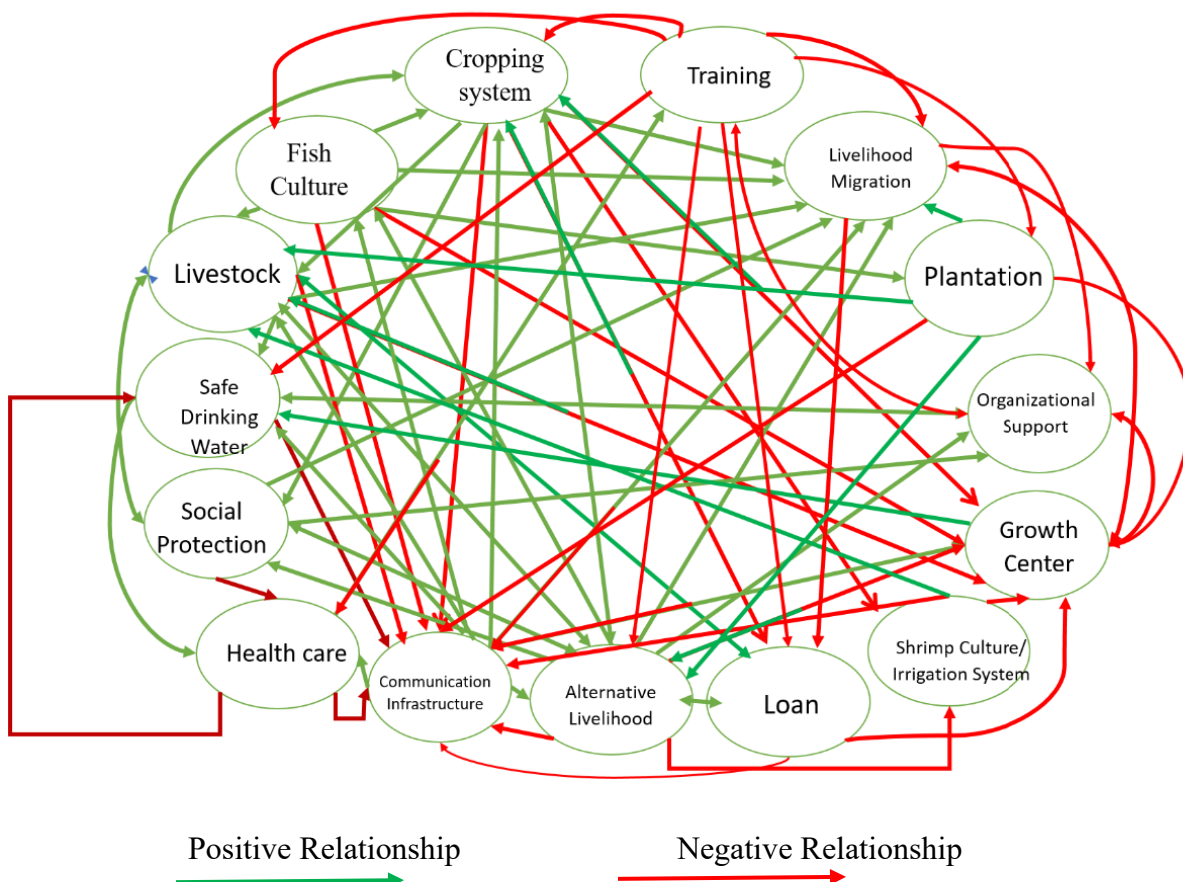 Cropping
system
Training
Fish
Culture
Livelihood
Migration
Livestock
Plantation
Safe
Drinking
Water
Organizational
Support
Social
Protection
Growth
Center
Health care
Communication
Infrastructure
Alternative
Livelihood
Loan
Shrimp Culture/
Irrigation System
Positive Relationship
Negative Relationship